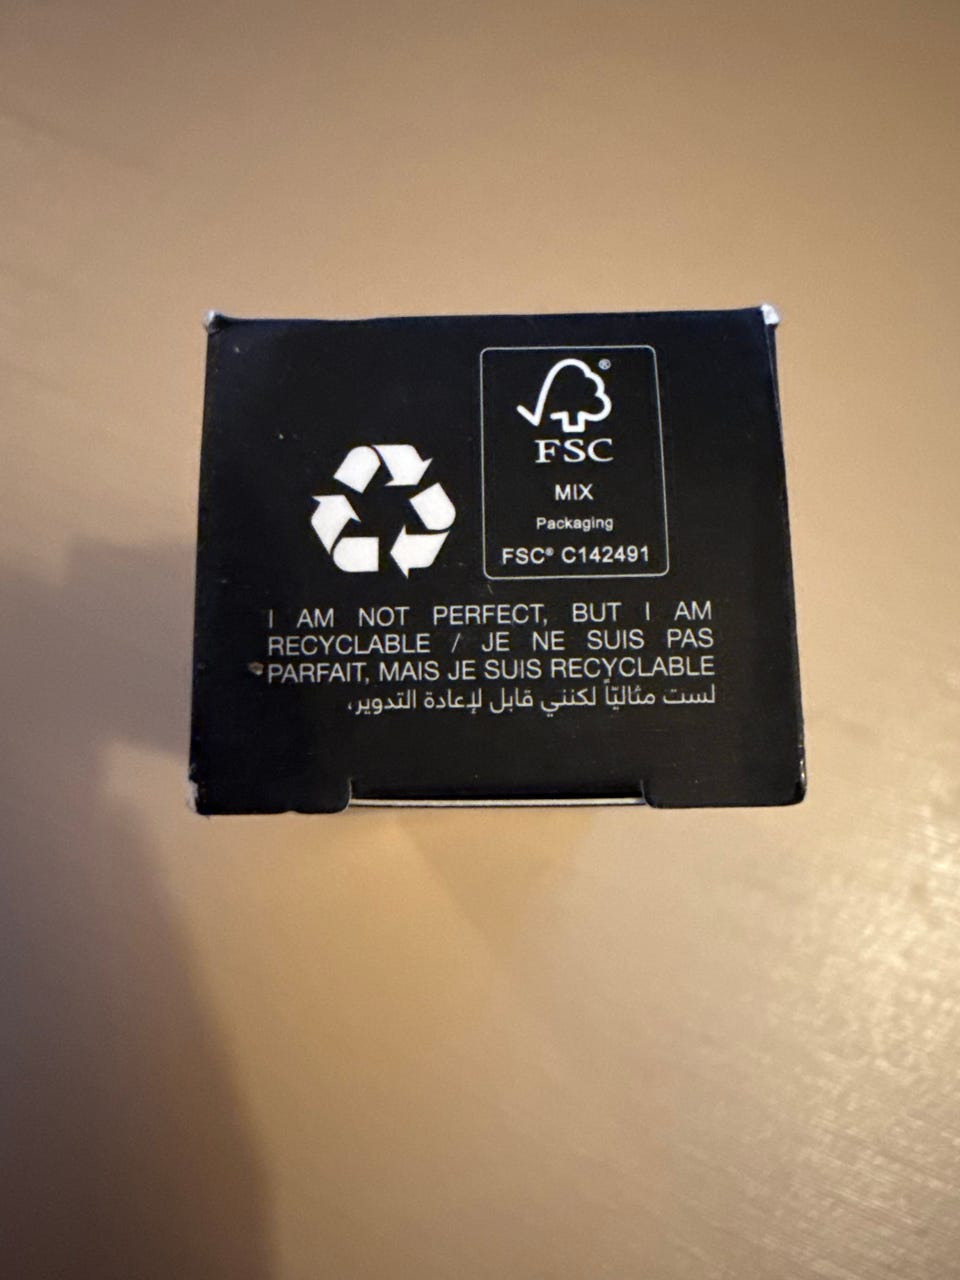 FSC®
MIX
Packaging
FSC® C142491
I AM NOT PERFECT, BUT I AM
RECYCLABLE / JE NE SUIS PAS
PARFAIT, MAIS JE SUIS RECYCLABLE
لست مثاليّاً لكنني قابل لإعادة التدوير،